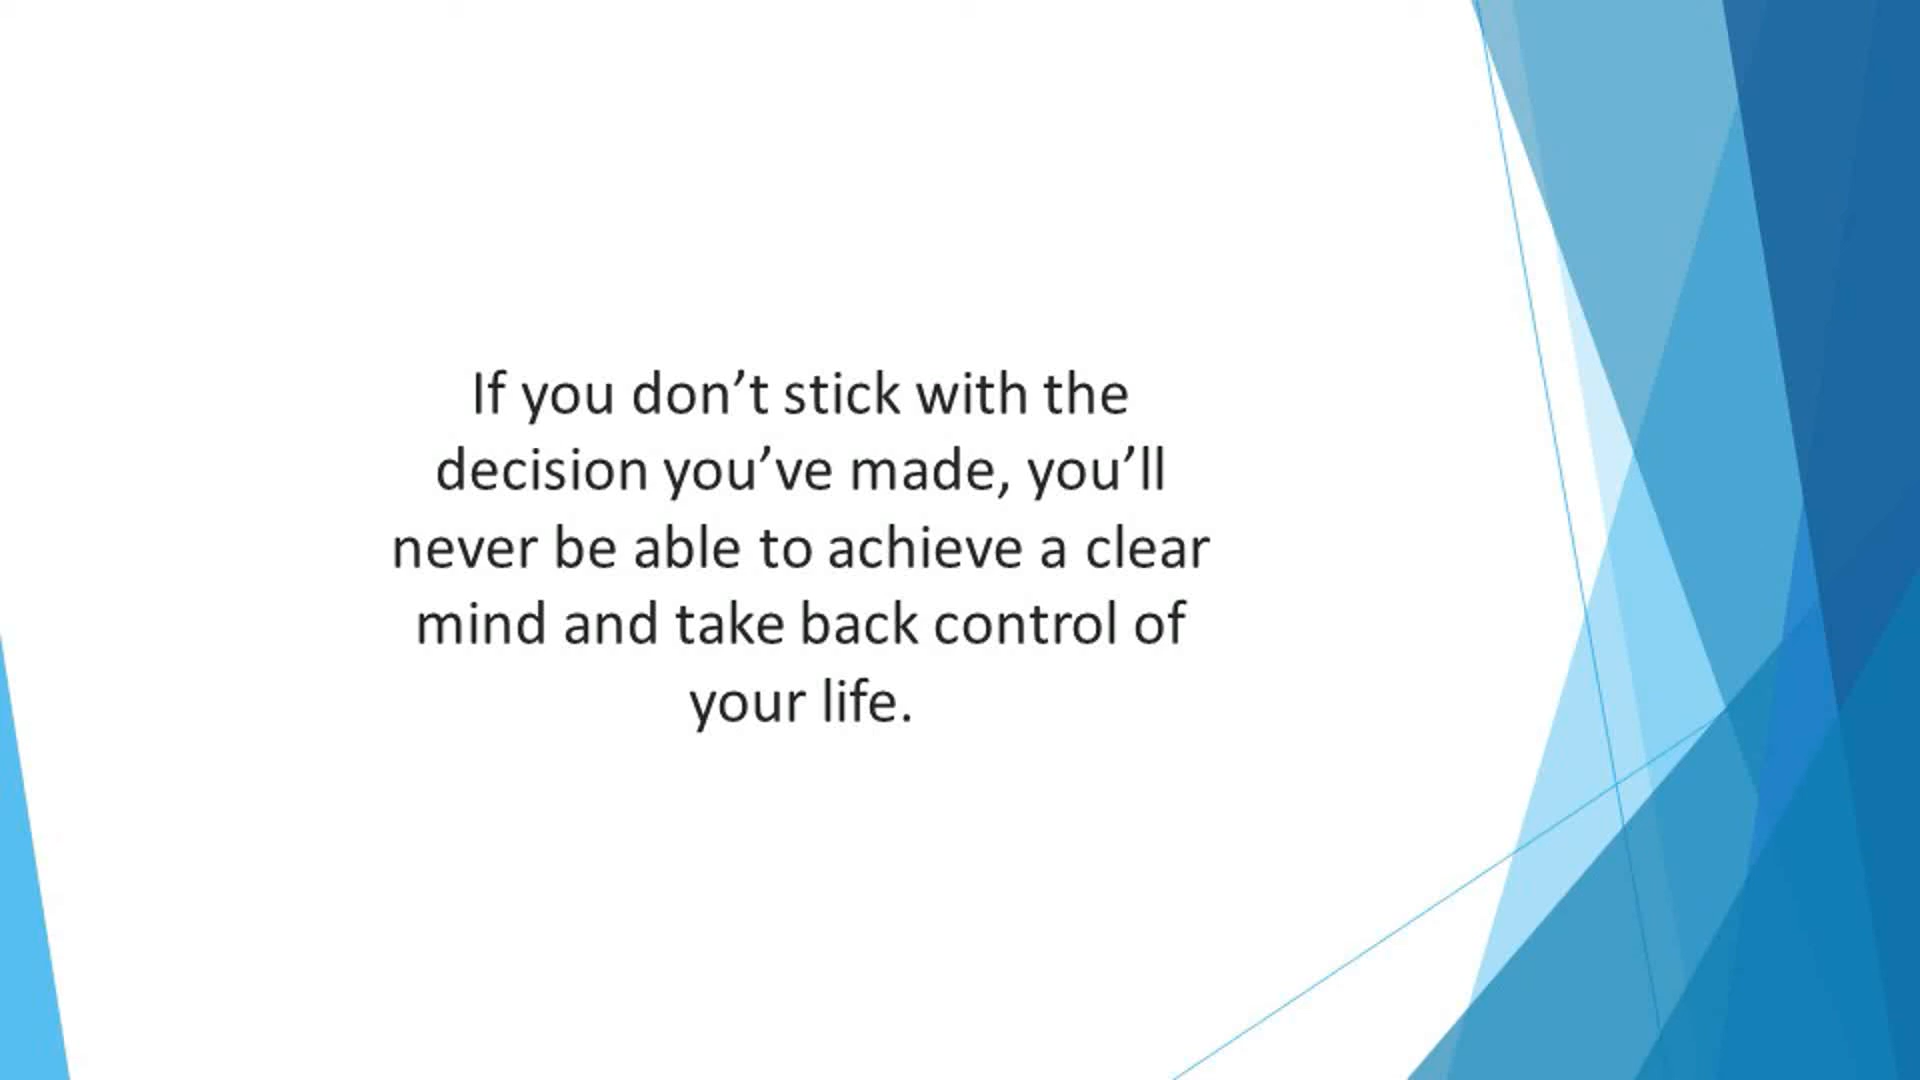 If you don’t stick with the
decision you’ve made, you’ll
never be able to achieve a clear
mind and take back control of
your life.